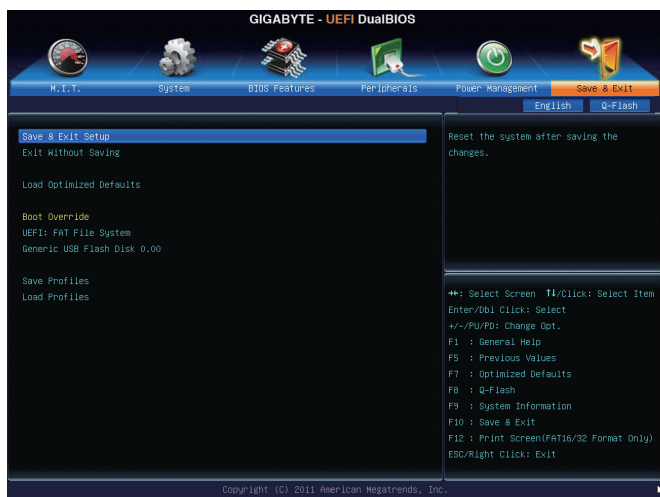 GIGABYTE - UEFI DualBIOS
M.I.T. System BIOS Features Peripherals Power Management Save & Exit
English Q-Flash
Save & Exit Setup
Exit Without Saving
Load Optimized Defaults
Boot Override
UEFI: FAT File System
Generic USB Flash Disk 0.00
Save Profiles
Load Profiles
Reset the system after saving the
changes.
→←: Select Screen ↑↓/Click: Select Item
Enter/Dbl Click: Select
+/-/PU/PD: Change Opt.
F1 : General Help
F5 : Previous Values
F7 : Optimized Defaults
F8 : Q-Flash
F9 : System Information
F10 : Save & Exit
F12 : Print Screen(FAT16/32 Format Only)
ESC/Right Click: Exit
Copyright (C) 2011 American Megatrends, Inc.